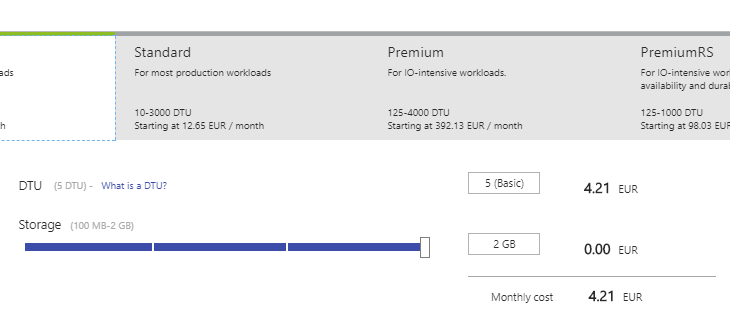 Standard
Premium
PremiumRS
ads
For most production workloads
For IO-intensive workloads.
For IO-intensive wor
availability and dura
10-3000 DTU
125-4000 DTU
125-1000 DTU
h
Starting at 12.65 EUR / month
Starting at 392.13 EUR / month
Starting at 98.03 EUR
DTU (5 DTU) - What is a DTU?
5 (Basic)
4.21 EUR
Storage (100 MB-2 GB)
2 GB
0.00 EUR
Monthly cost 4.21 EUR